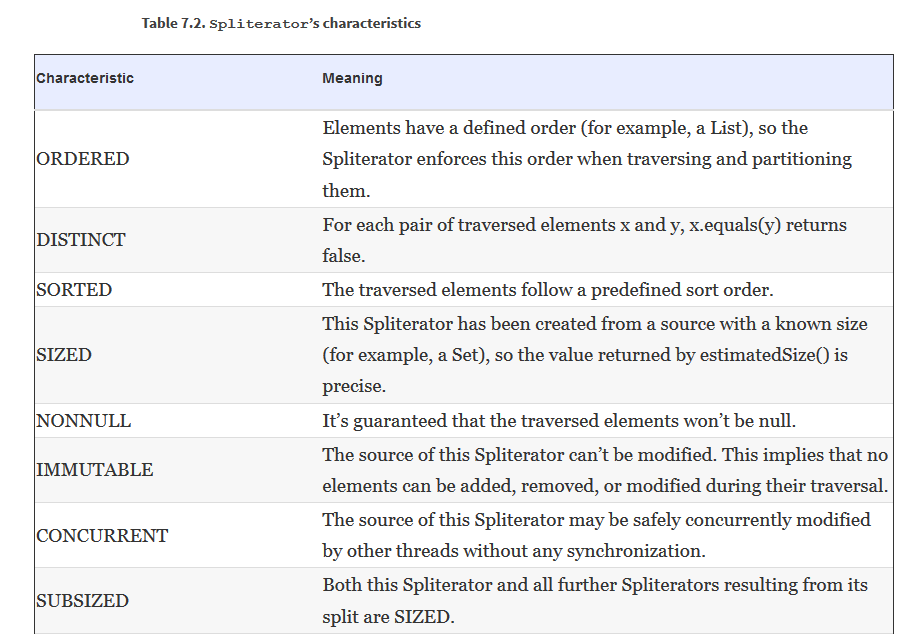 Table 7.2. Spliterator’s characteristics
Characteristic Meaning
Elements have a defined order (for example, a List), so the
ORDERED Spliterator enforces this order when traversing and partitioning
them.
For each pair of traversed elements x and y, x.equals(y) returns
DISTINCT
false.
SORTED The traversed elements follow a predefined sort order.
This Spliterator has been created from a source with a known size
SIZED (for example, a Set), so the value returned by estimatedSize() is
precise.
NONNULL It’s guaranteed that the traversed elements won’t be null.
The source of this Spliterator can’t be modified. This implies that no
IMMUTABLE
elements can be added, removed, or modified during their traversal.
The source of this Spliterator may be safely concurrently modified
CONCURRENT
by other threads without any synchronization.
Both this Spliterator and all further Spliterators resulting from its
SUBSIZED
split are SIZED.